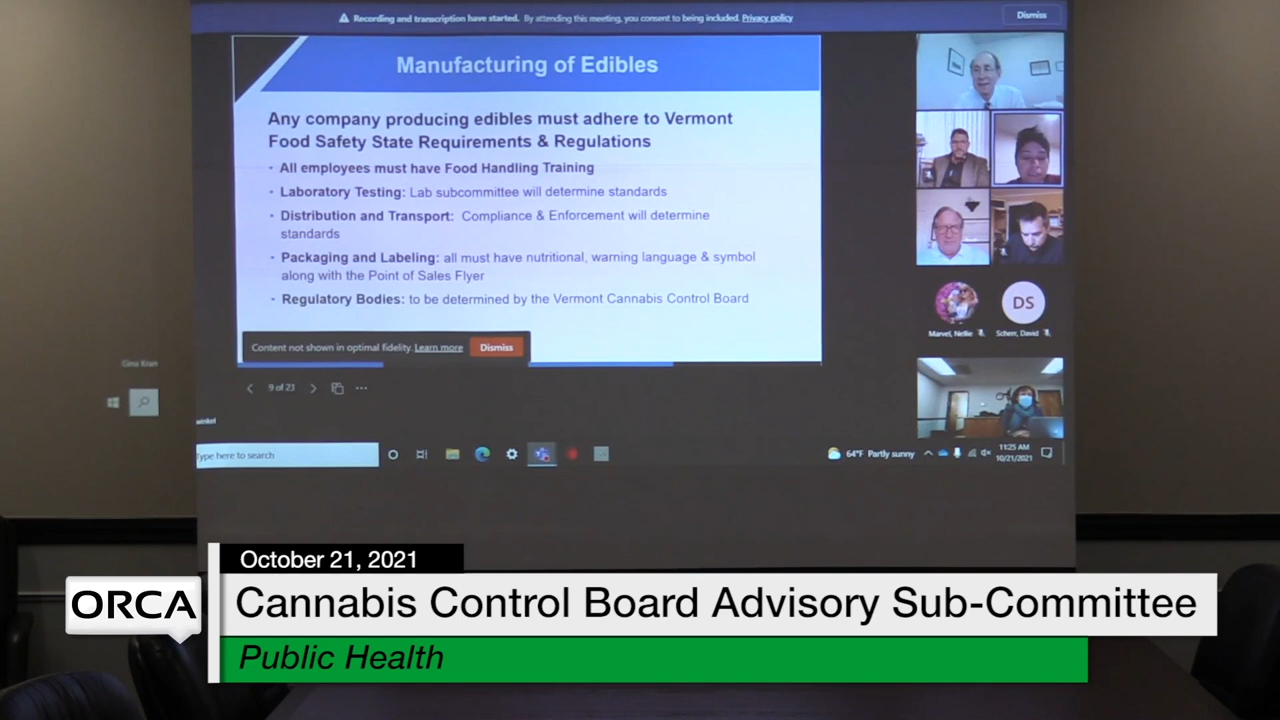 Recording and transcription have started. By attending this meeting, you consent to being included. Privacy policy
Dismiss
Manufacturing of Edibles
Any company producing edibles must adhere to Vermont
Food Safety State Requirements & Regulations
· All employees must have Food Handling Training
· Laboratory Testing: Lab subcommittee will determine standards
· Distribution and Transport: Compliance & Enforcement will determine
standards
· Packaging and Labeling: all must have nutritional, warning language & symbol
along with the Point of Sales Flyer
· Regulatory Bodies: to be determined by the Vermont Cannabis Control Board
Content not shown in optimal fidelity. Learn more
Dismiss
9 of 23
DS
Marvel, Nellie
Scherr, David
Gina Kran
winkel
Type here to search
64°F Partly sunny
11:25 AM
10/21/2021
October 21, 2021
ORCA
Cannabis Control Board Advisory Sub-Committee
Public Health